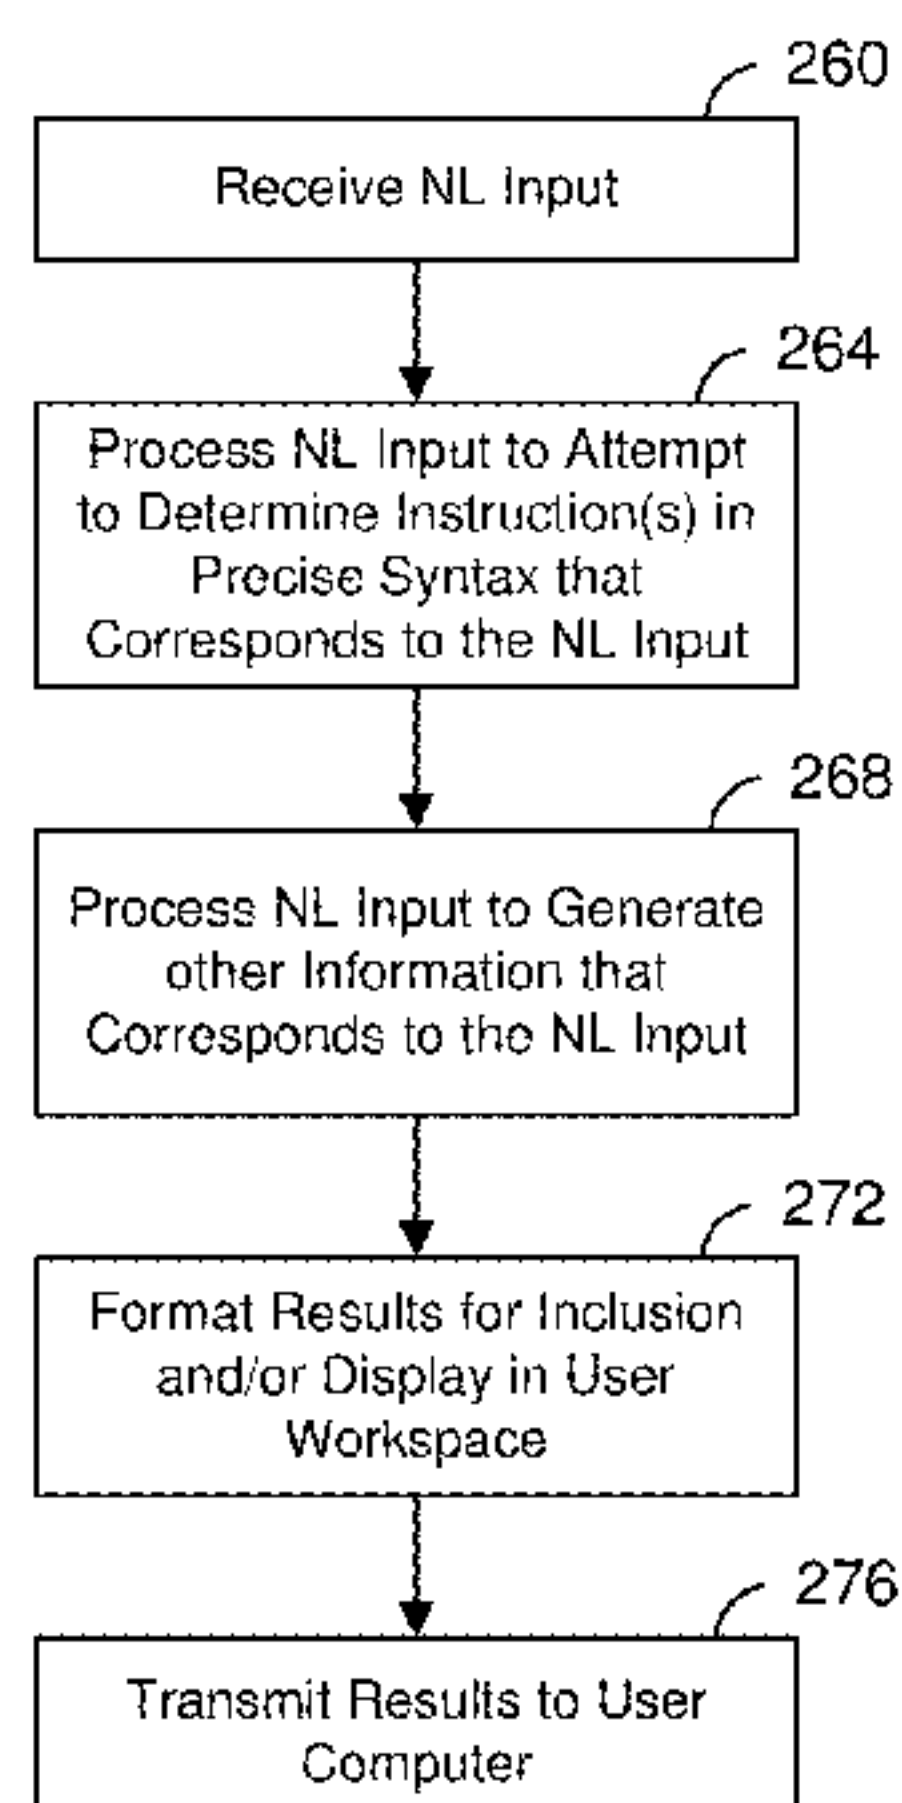 260
Receive NL Input
264
Process NL Input to Attempt
to Determine Instruction(s) in
Precise Syntax that
Corresponds to the NL Input
268
Process NL Input to Generate
other Information that
Corresponds to the NL Input
272
Format Results for Inclusion
and/or Display in User
Workspace
276
Transmit Results to User
Computer